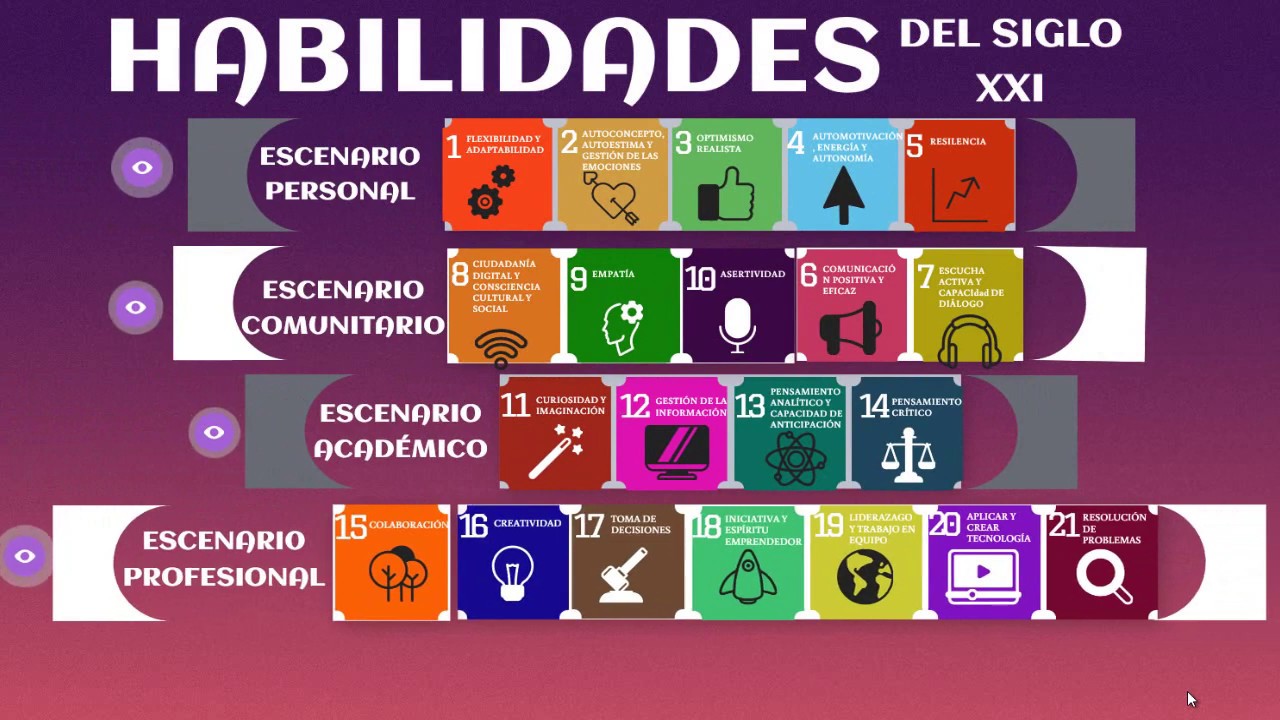 HABILIDADES
DEL SIGLO
XXI
ESCENARIO
PERSONAL
1
FLEXIBILIDAD Y
ADAPTABILIDAD
2
AUTOCONCEPTO,
AUTOESTIMA Y
GESTIÓN DE LAS
EMOCIONES
3
OPTIMISMO
REALISTA
4
AUTOMOTIVACIÓN
, ENERGÍA Y
AUTONOMÍA
5
RESILENCIA
ESCENARIO
COMUNITARIO
8
CIUDADANÍA
DIGITAL Y
CONSCIENCIA
CULTURAL Y
SOCIAL
9
EMPATÍA
10
ASERTIVIDAD
6
COMUNICACIÓ
N POSITIVA Y
EFICAZ
7
ESCUCHA
ACTIVA Y
CAPACIdad DE
DIÁLOGO
ESCENARIO
ACADÉMICO
11
CURIOSIDAD Y
IMAGINACIÓN
12
GESTIÓN DE LA
INFORMACIÓN
13
PENSAMIENTO
ANALÍTICO Y
CAPACIDAD DE
ANTICIPACIÓN
14
PENSAMIENTO
CRÍTICO
ESCENARIO
PROFESIONAL
15
COLABORACIÓN
16
CREATIVIDAD
17
TOMA DE
DECISIONES
18
INICIATIVA Y
ESPÍRITU
EMPRENDEDOR
19
LIDERAZAGO
Y TRABAJO EN
EQUIPO
20
APLICAR Y
CREAR
TECNOLOGÍA
21
RESOLUCIÓN
DE
PROBLEMAS